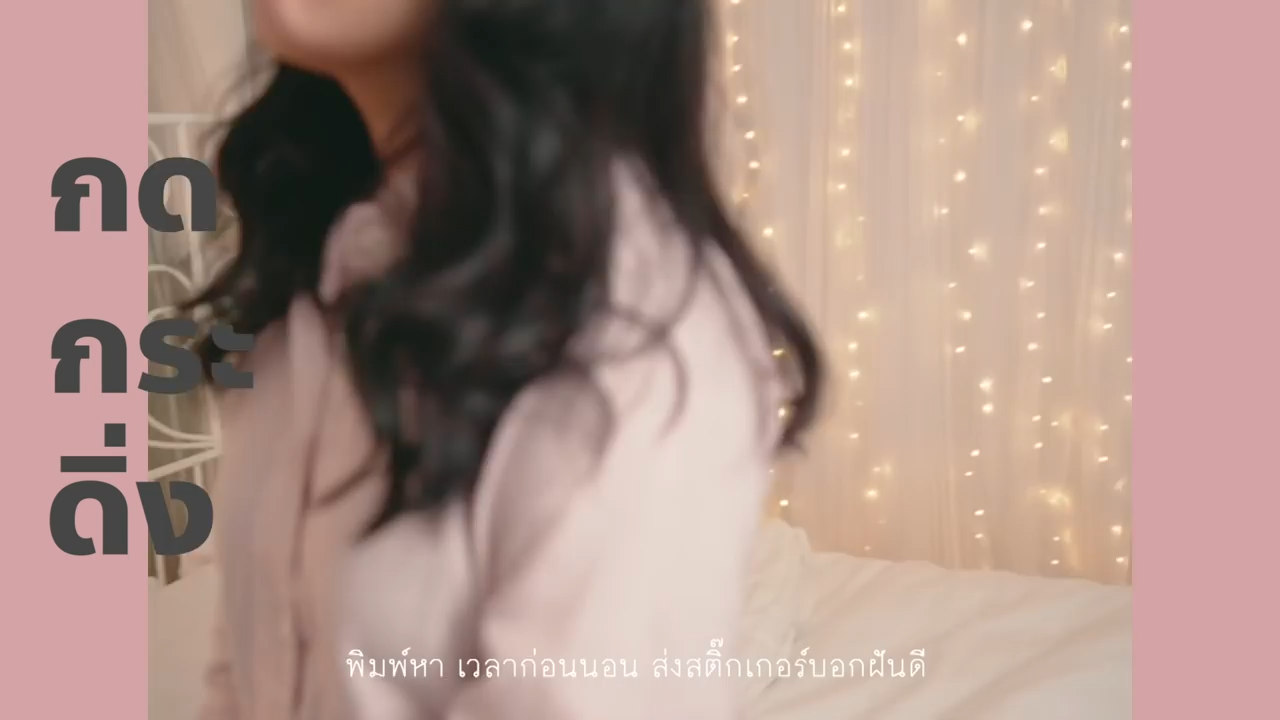 กด
กระ
ดิ่ง
พิมพ์หา เวลาก่อนนอน ส่งสติ๊กเกอร์บอกฝันดี